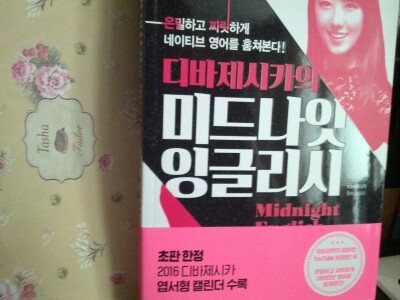 은밀하고 찌릿하게
네이티브 영어를 훔쳐본다!
디바제시카의
미드나잇
잉글리시
Midnight
English
초판 한정
2016 디바제시카
엽서형 캘린더 수록
Tasha
Tudor